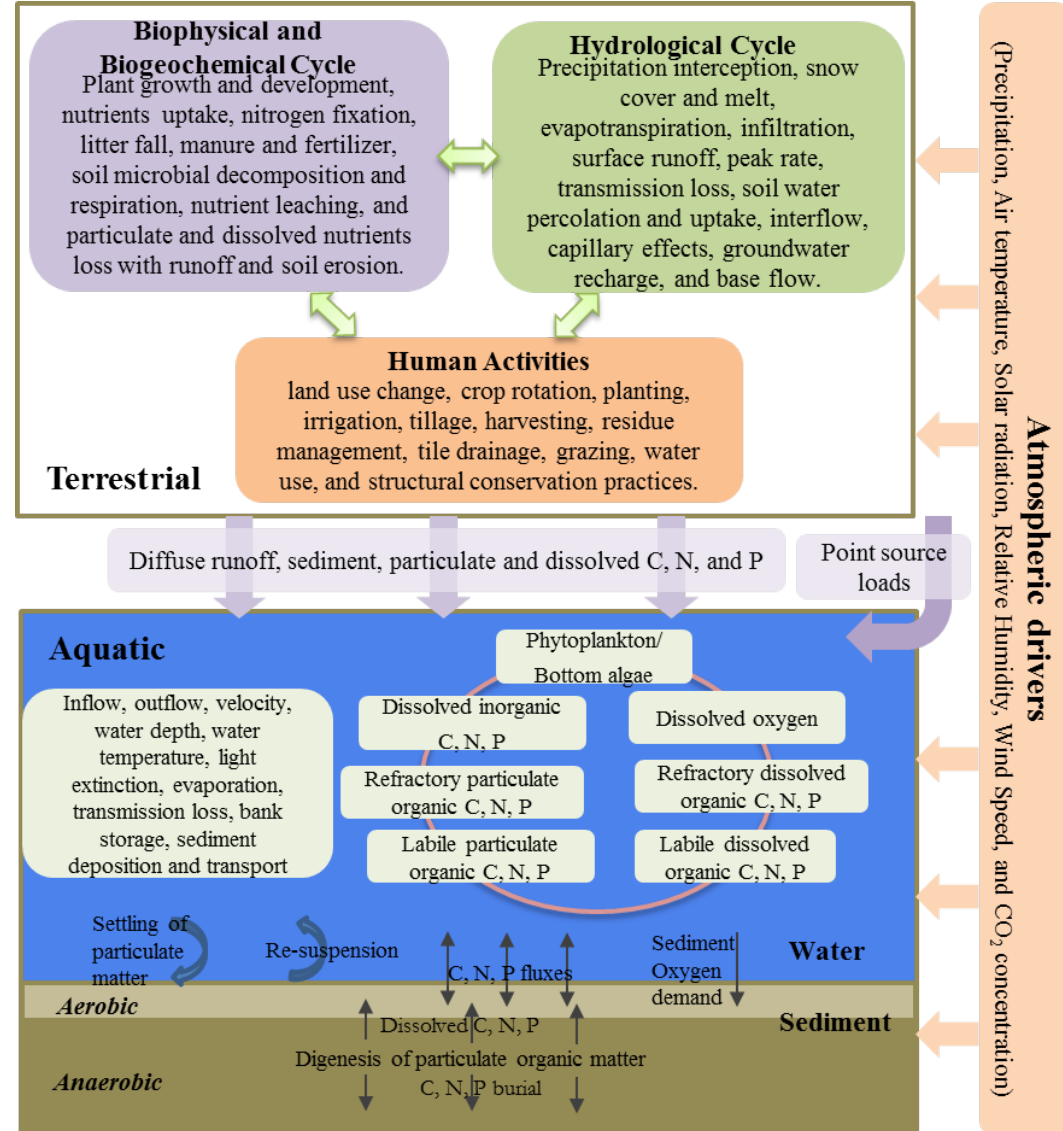 Biophysical and
Biogeochemical Cycle
Plant growth and development,
nutrients uptake, nitrogen fixation,
litter fall, manure and fertilizer,
soil microbial decomposition and
respiration, nutrient leaching, and
particulate and dissolved nutrients
loss with runoff and soil erosion.
Hydrological Cycle
Precipitation interception, snow
cover and melt,
evapotranspiration, infiltration,
surface runoff, peak rate,
transmission loss, soil water
percolation and uptake, interflow,
capillary effects, groundwater
recharge, and base flow.
Human Activities
land use change, crop rotation, planting,
irrigation, tillage, harvesting, residue
management, tile drainage, grazing, water
use, and structural conservation practices.
Terrestrial
Diffuse runoff, sediment, particulate and dissolved C, N, and P
Point source
loads
Aquatic
Inflow, outflow, velocity,
water depth, water
temperature, light
extinction, evaporation,
transmission loss, bank
storage, sediment
deposition and transport
Phytoplankton/
Bottom algae
Dissolved inorganic
C, N, P
Dissolved oxygen
Refractory particulate
organic C, N, P
Refractory dissolved
organic C, N, P
Labile particulate
organic C, N, P
Labile dissolved
organic C, N, P
Settling of
particulate
matter
Re-suspension
C, N, P fluxes
Sediment
Oxygen
demand
Water
Aerobic
Sediment
Dissolved C, N, P
Digenesis of particulate organic matter
Anaerobic
C, N, P burial
Atmospheric drivers
(Precipitation, Air temperature, Solar radiation, Relative Humidity, Wind Speed, and CO₂ concentration)